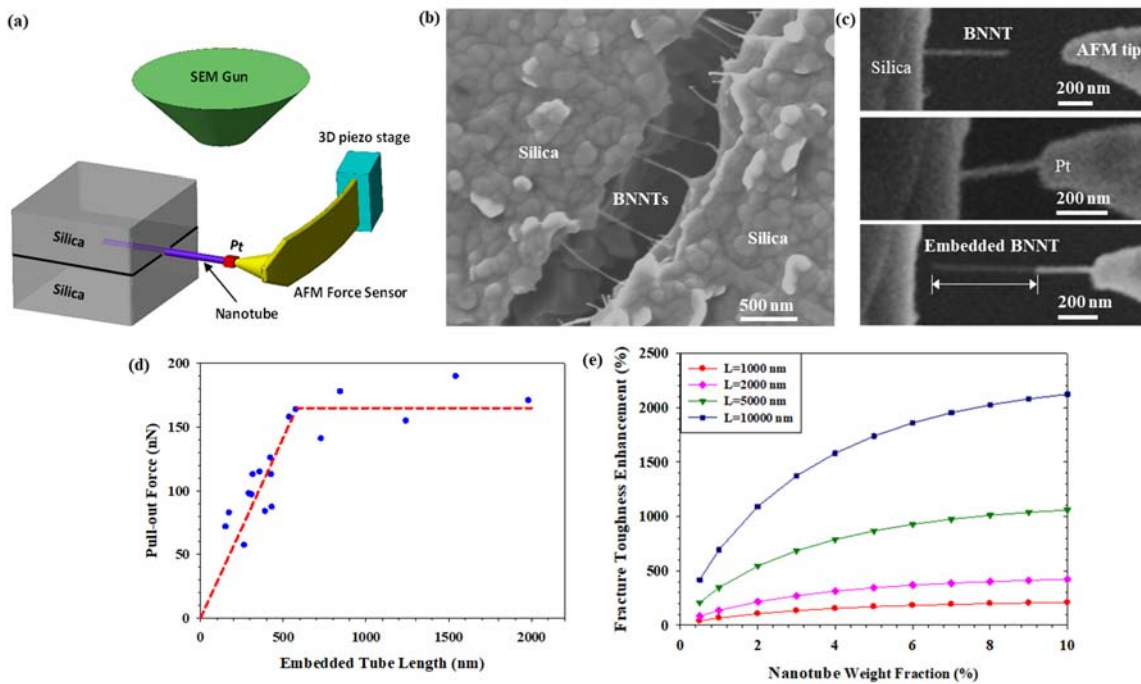 (a)
SEM Gun
3D piezo stage
Silica
Pt
Silica
AFM Force Sensor
Nanotube
(b)
Silica
BNNTs
Silica
500 nm
(c)
BNNT
Silica
AFM tip
200 nm
Pt
200 nm
Embedded BNNT
200 nm
(d)
200
150
100
50
0
Pull-out Force (nN)
0 500 1000 1500 2000
Embedded Tube Length (nm)
(e)
2500
2000
1500
1000
500
0
Fracture Toughness Enhancement (%)
L=1000 nm
L=2000 nm
L=5000 nm
L=10000 nm
0 2 4 6 8 10
Nanotube Weight Fraction (%)